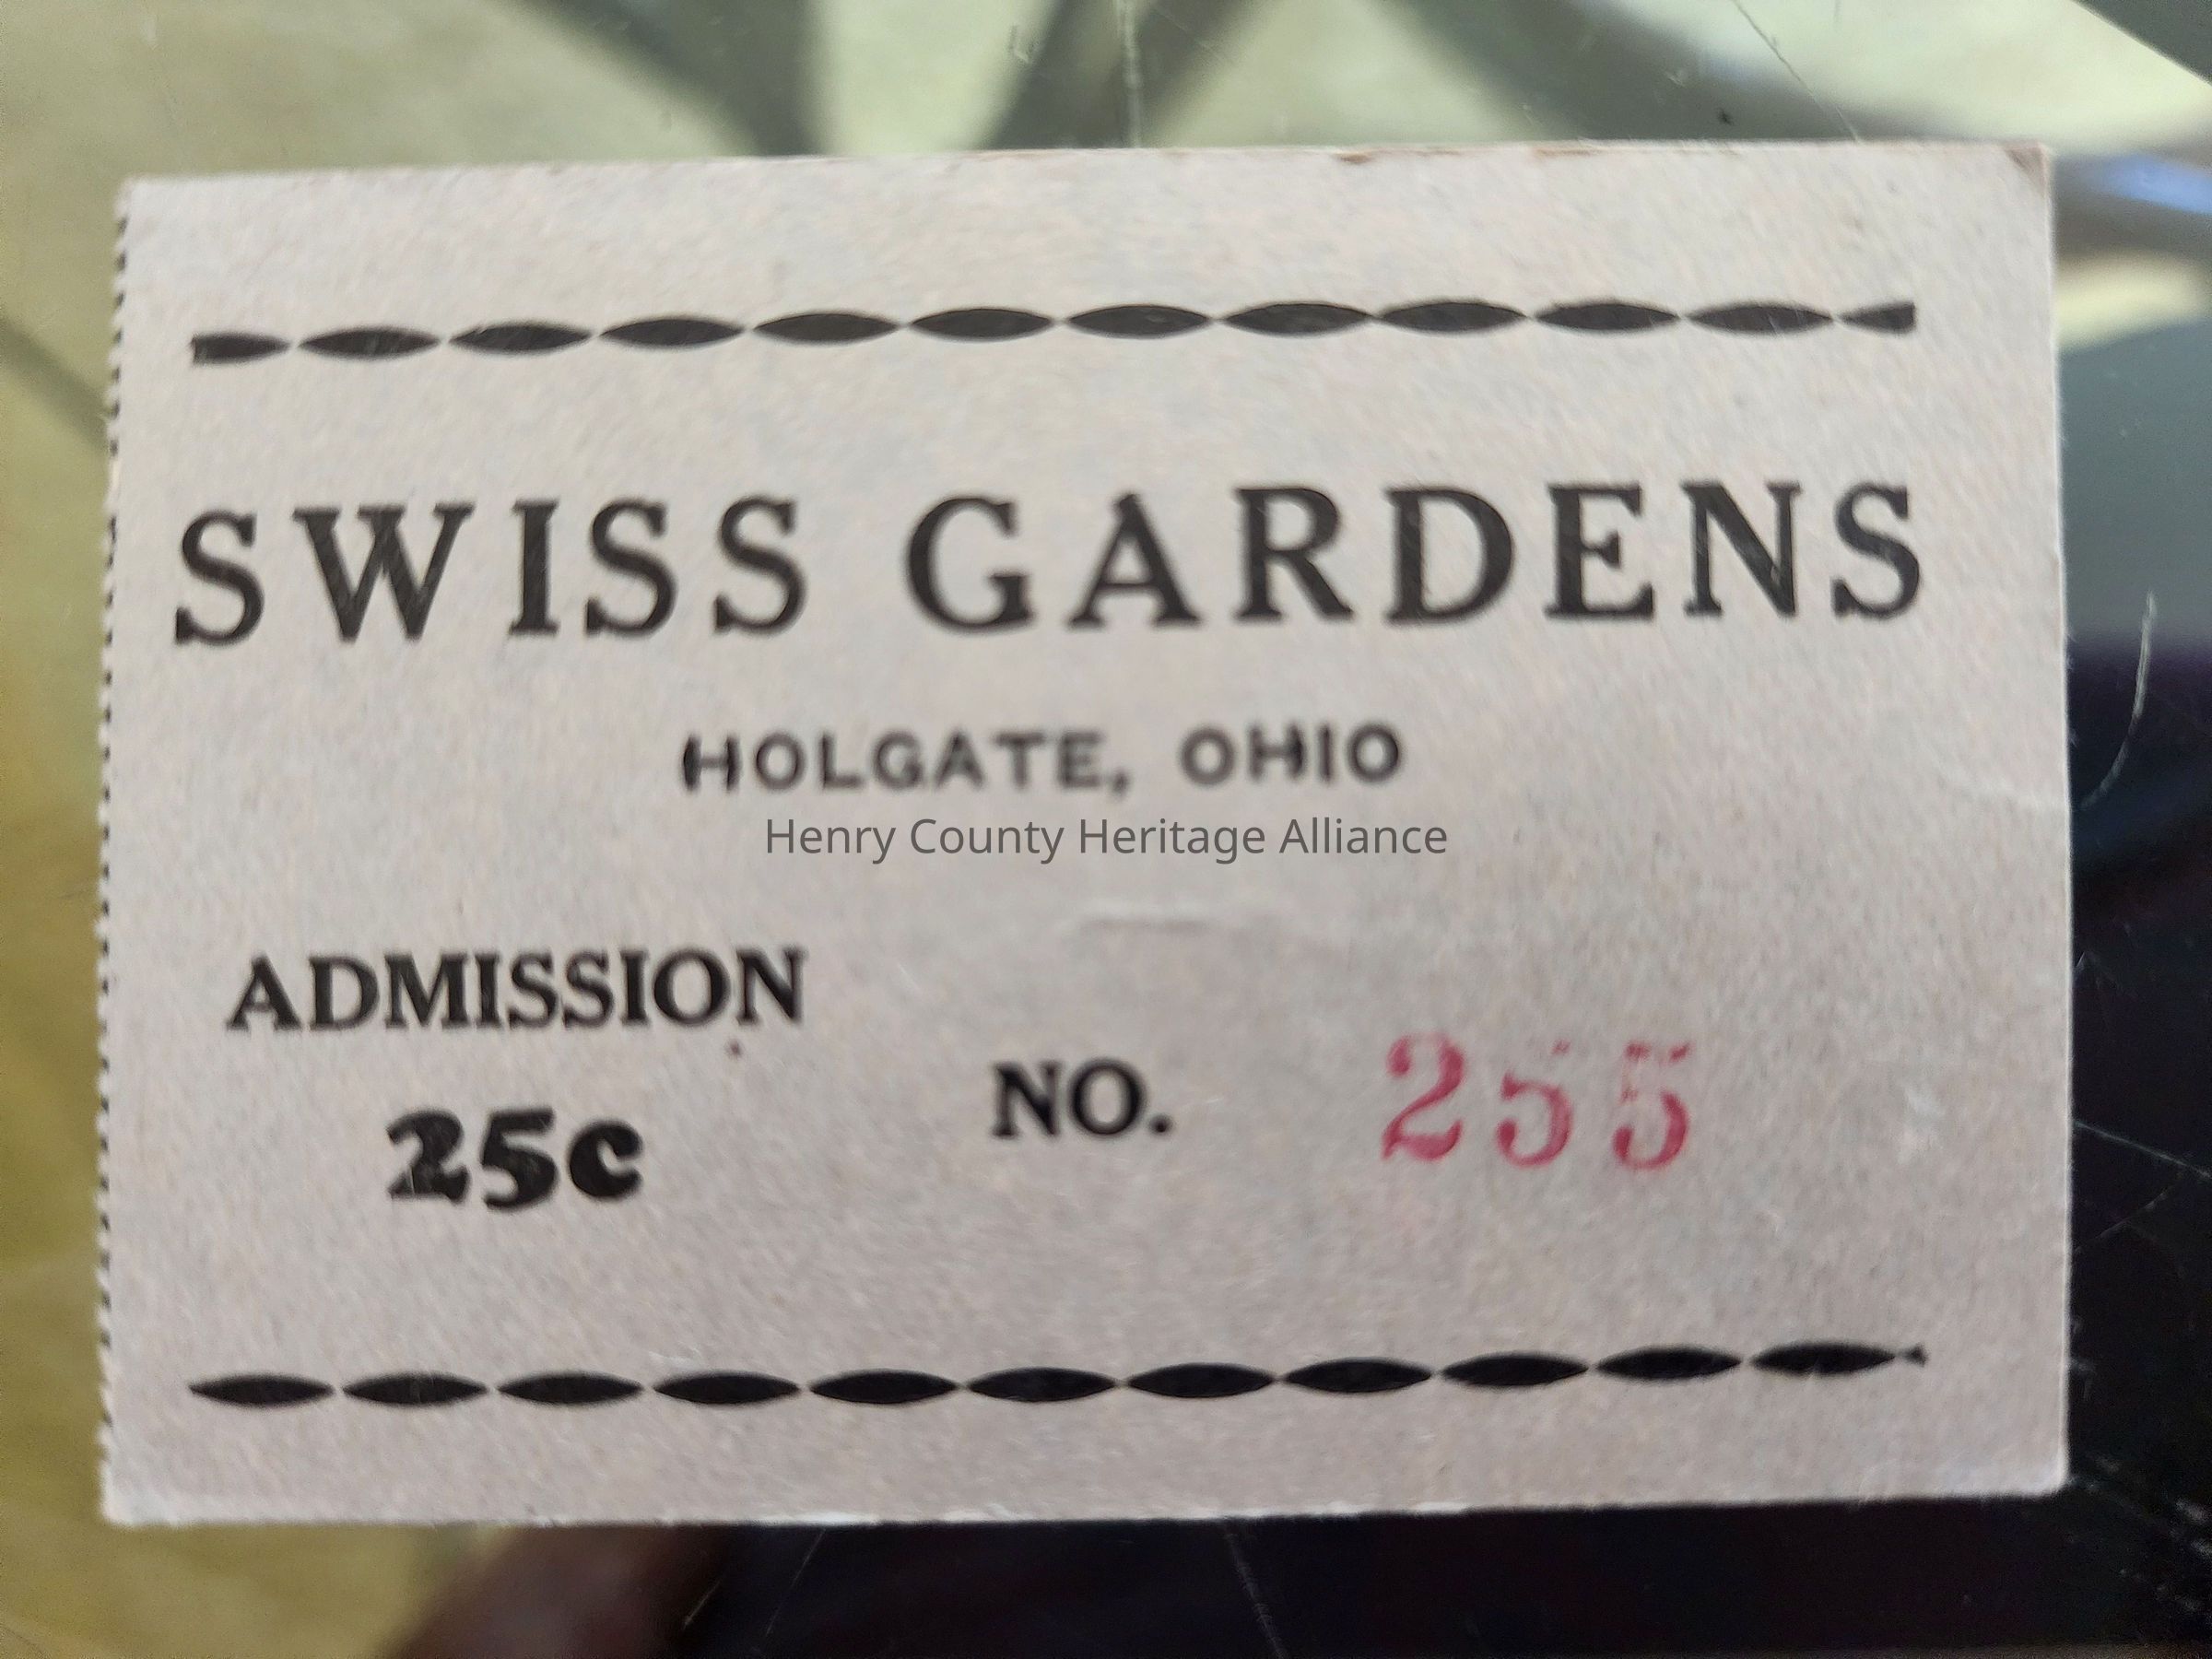 SWISS GARDENS
HOLGATE, OHIO
Henry County Heritage Alliance
ADMISSION
25c
NO. 255